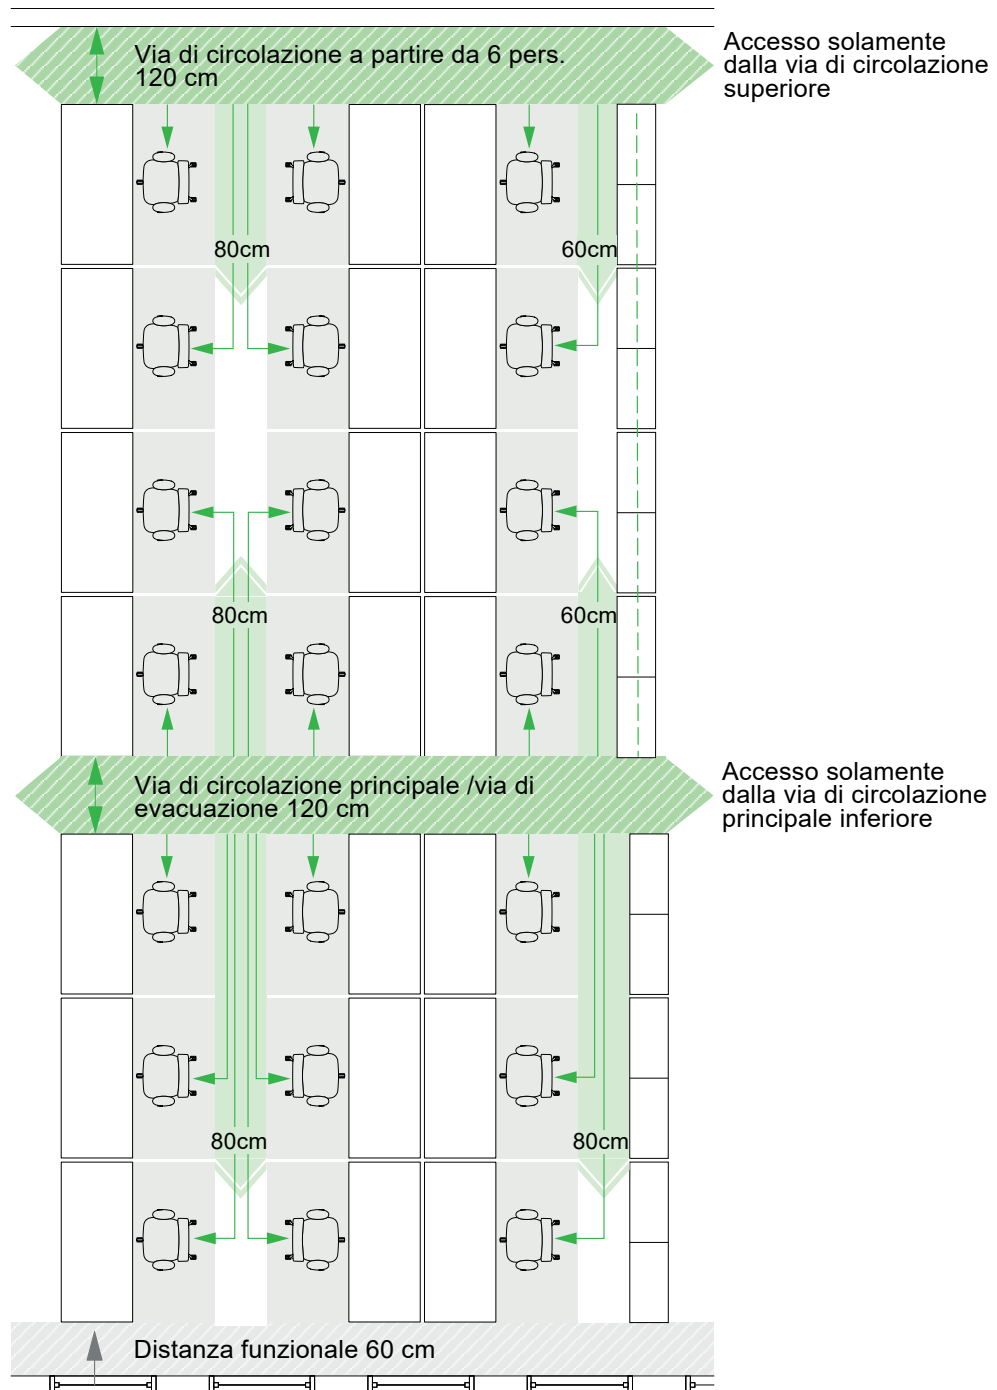 Via di circolazione a partire da 6 pers.
120 cm
Accesso solamente
dalla via di circolazione
superiore
80cm
60cm
80cm
60cm
Via di circolazione principale /via di
evacuazione 120 cm
Accesso solamente
dalla via di circolazione
principale inferiore
80cm
80cm
Distanza funzionale 60 cm